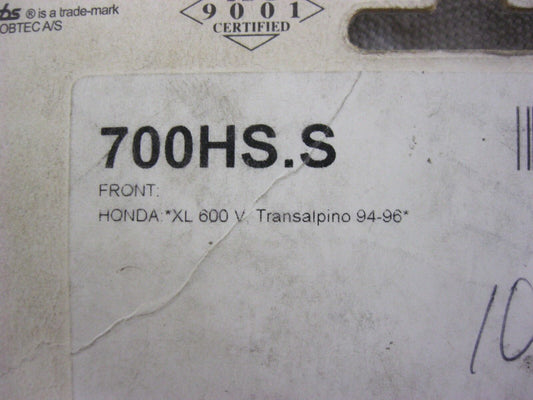 bs ® is a trade-mark
OBTEC A/S
9001
CERTIFIED
700HS.S
FRONT:
HONDA:*XL 600 V, Transalpino 94-96*
10